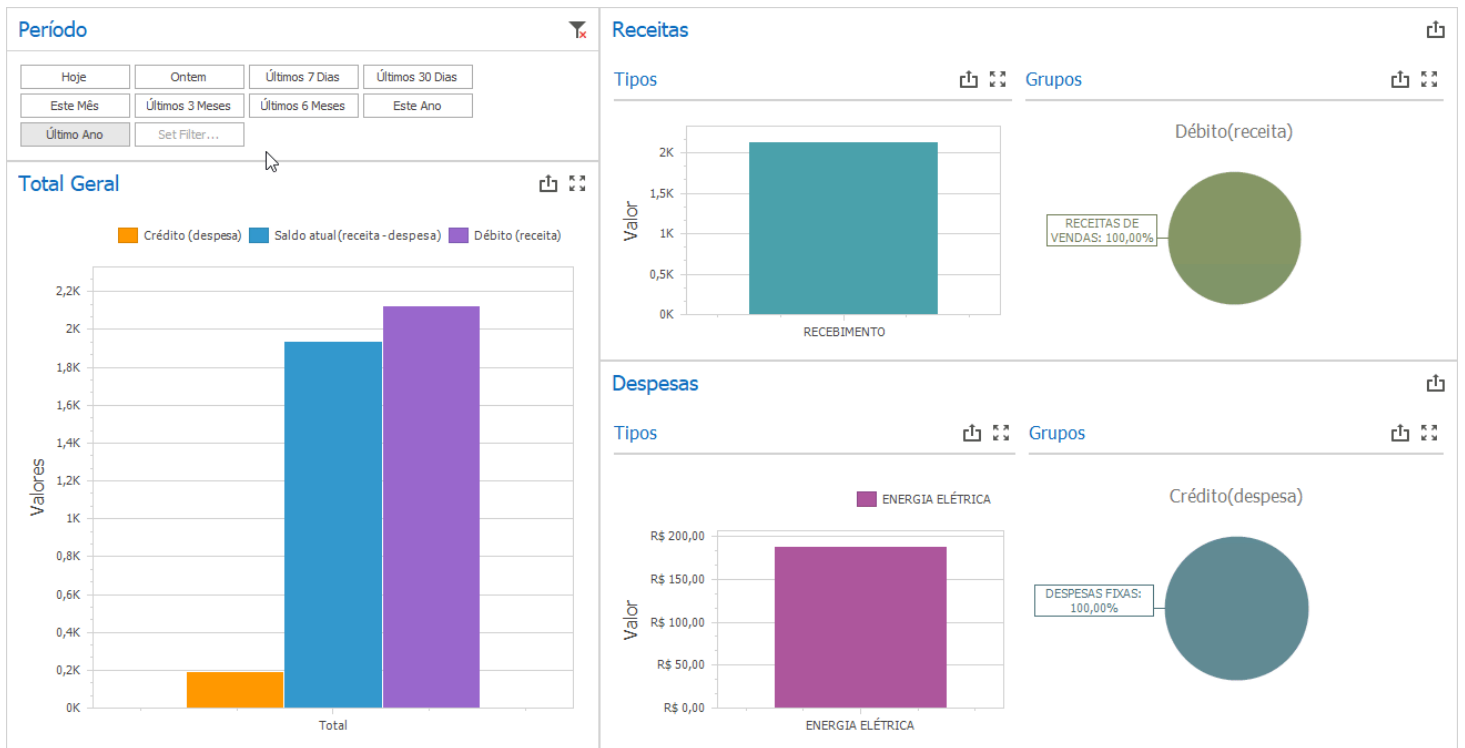 Período
Hoje
Ontem
Últimos 7 Dias
Últimos 30 Dias
Este Mês
Últimos 3 Meses
Últimos 6 Meses
Este Ano
Último Ano
Set Filter...
Total Geral
Crédito (despesa)
Saldo atual(receita-despesa)
Débito (receita)
Valores
2,2K
2K
1,8K
1,6K
1,4K
1,2K
1K
0,8K
0,6K
0,4K
0,2K
0K
Total
Receitas
Tipos
Valor
2K
1,5K
1K
0,5K
0K
RECEBIMENTO
Grupos
Débito(receita)
RECEITAS DE
VENDAS: 100,00%
Despesas
Tipos
ENERGIA ELÉTRICA
Valor
R$ 200,00
R$ 150,00
R$ 100,00
R$ 50,00
R$ 0,00
ENERGIA ELÉTRICA
Grupos
Crédito(despesa)
DESPESAS FIXAS:
100,00%